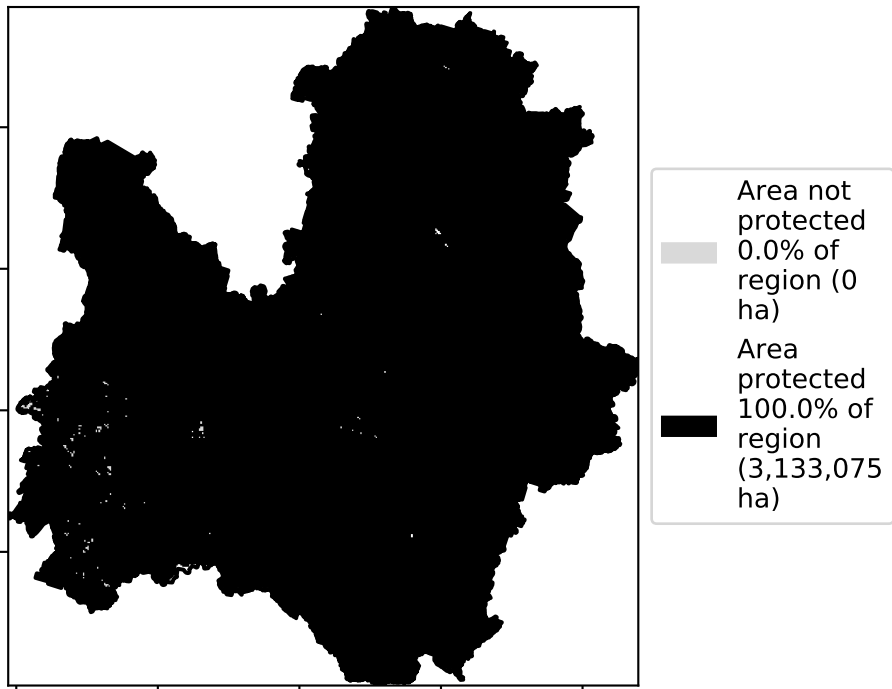 Area not
protected
0.0% of
region (0
ha)
Area
protected
100.0% of
region
(3,133,075
ha)